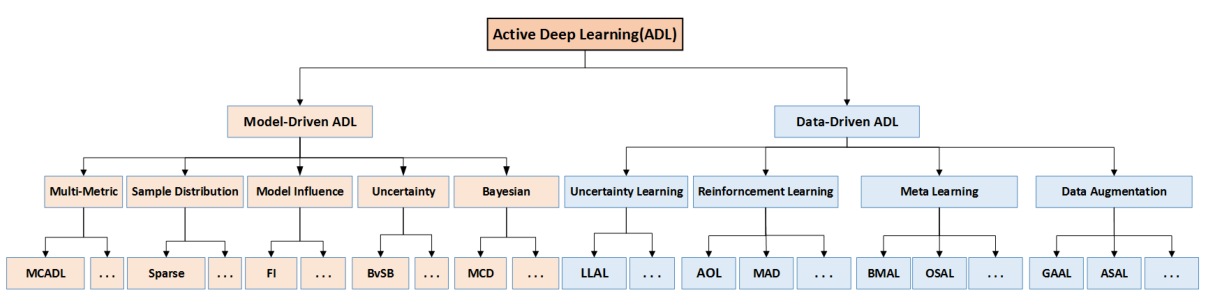 Active Deep Learning(ADL)
Model-Driven ADL
Data-Driven ADL
Multi-Metric
Sample Distribution
Model Influence
Uncertainty
Bayesian
Uncertainty Learning
Reinforncement Learning
Meta Learning
Data Augmentation
MCADL
. . .
Sparse
. . .
FI
. . .
BvSB
. . .
MCD
. . .
LLAL
. . .
AOL
MAD
. . .
BMAL
OSAL
. . .
GAAL
ASAL
. . .